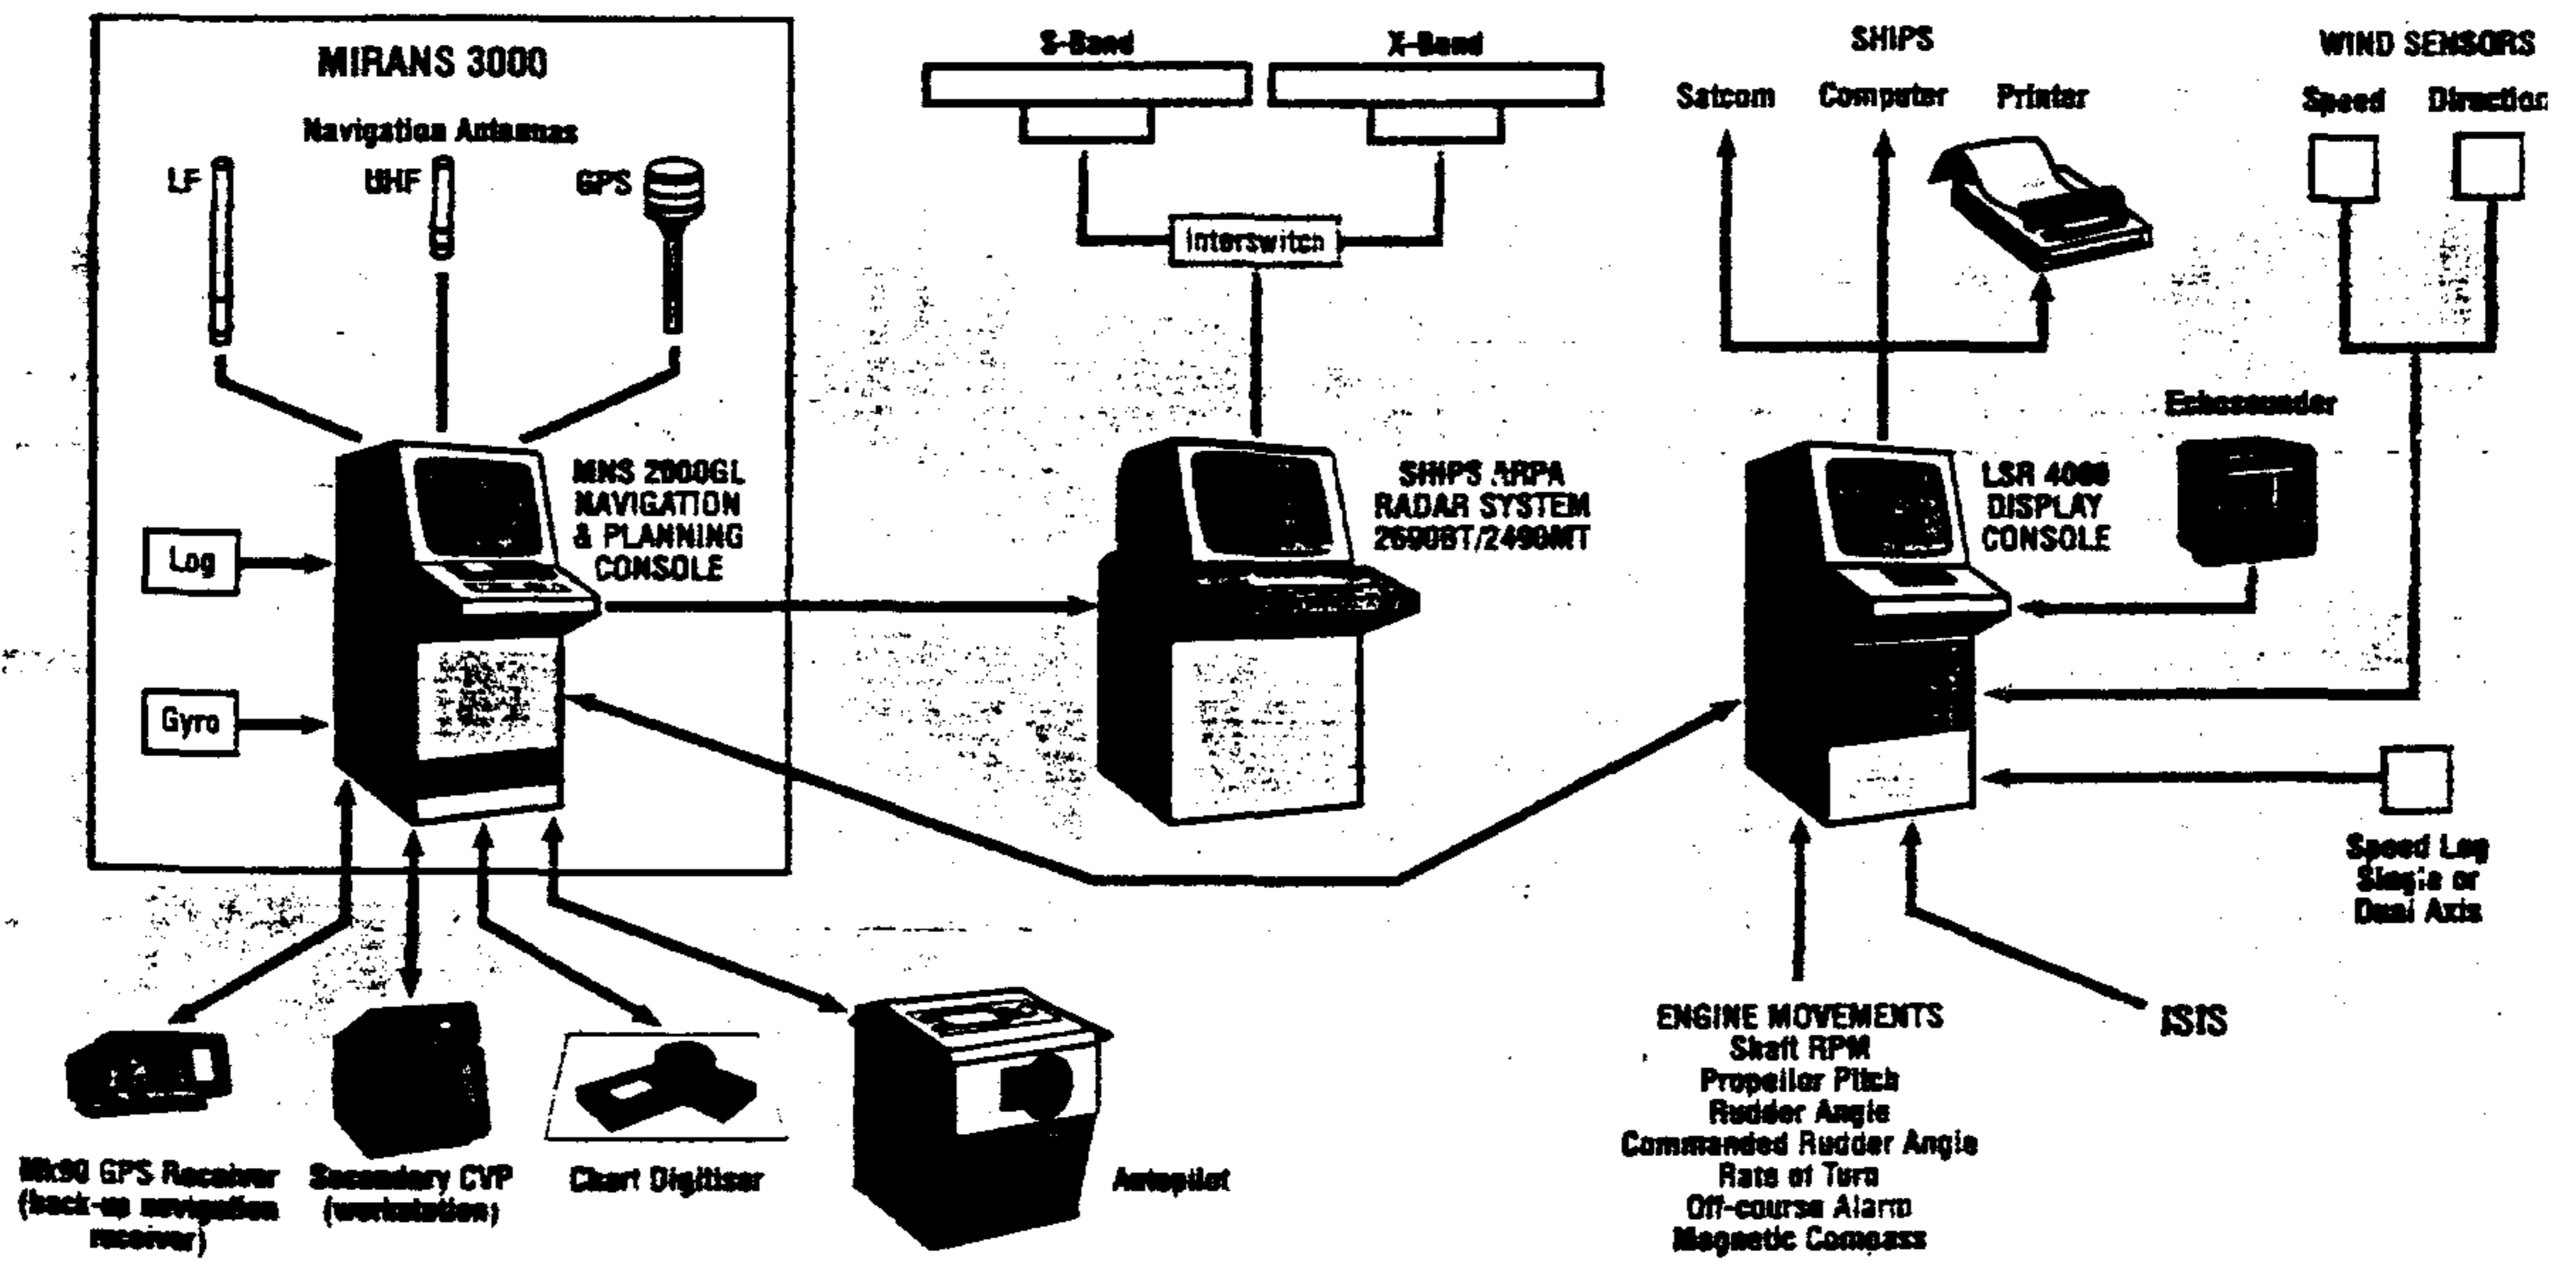 MIRANS 3000
Navigation Antennas
LF
UHF
GPS
MNS 2000GL
NAVIGATION
& PLANNING
CONSOLE
Log
Gyro
Mk90 GPS Receiver
(back-up navigation
receiver)
Secondary CVP
(workstation)
Chart Digitiser
Autopilot
S-Band
X-Band
Interswitch
SHIPS ARPA
RADAR SYSTEM
2690BT/2490MT
SHIPS
Satcom
Computer
Printer
WIND SENSORS
Speed
Direction
Echosounder
LSR 4000
DISPLAY
CONSOLE
Speed Log
Single or
Dual Axis
ENGINE MOVEMENTS
Shaft RPM
Propellor Pitch
Rudder Angle
Commanded Rudder Angle
Rate of Turn
Off-course Alarm
Magnetic Compass
ISIS